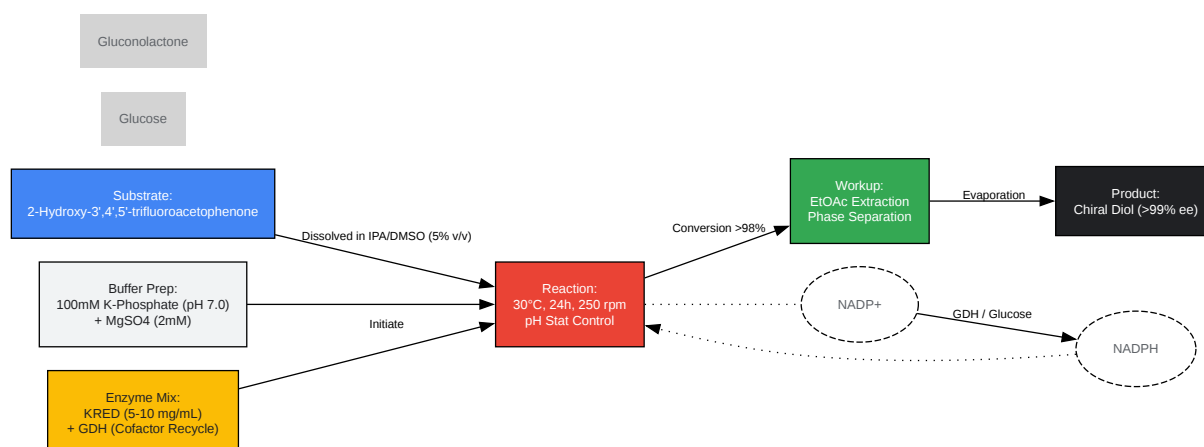 Gluconolactone
Glucose
Substrate:
2-Hydroxy-3',4',5'-trifluoroacetophenone
Dissolved in IPA/DMSO (5% v/v)
Buffer Prep:
100mM K-Phosphate (pH 7.0)
+ MgSO4 (2mM)
Initiate
Enzyme Mix:
KRED (5-10 mg/mL)
+ GDH (Cofactor Recycle)
Reaction:
30°C, 24h, 250 rpm
pH Stat Control
Conversion >98%
Workup:
EtOAc Extraction
Phase Separation
Evaporation
Product:
Chiral Diol (>99% ee)
NADP+
GDH / Glucose
NADPH